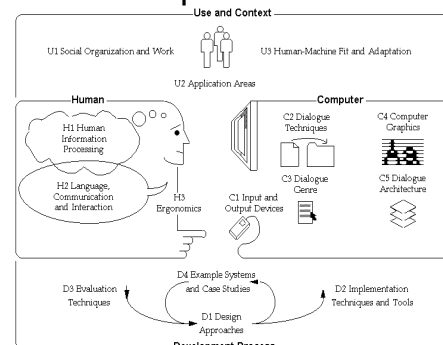 Use and Context
U1 Social Organization and Work
U3 Human-Machine Fit and Adaptation
U2 Application Areas
Human
Computer
H1 Human
Information
Processing
H2 Language,
Communication
and Interaction
H3
Ergonomics
C2 Dialogue
Techniques
C4 Computer
Graphics
Aa
C1 Input and
Output Devices
C3 Dialogue
Genre
C5 Dialogue
Architecture
D3 Evaluation
Techniques
D4 Example Systems
and Case Studies
D2 Implementation
Techniques and Tools
D1 Design
Approaches
Development Process